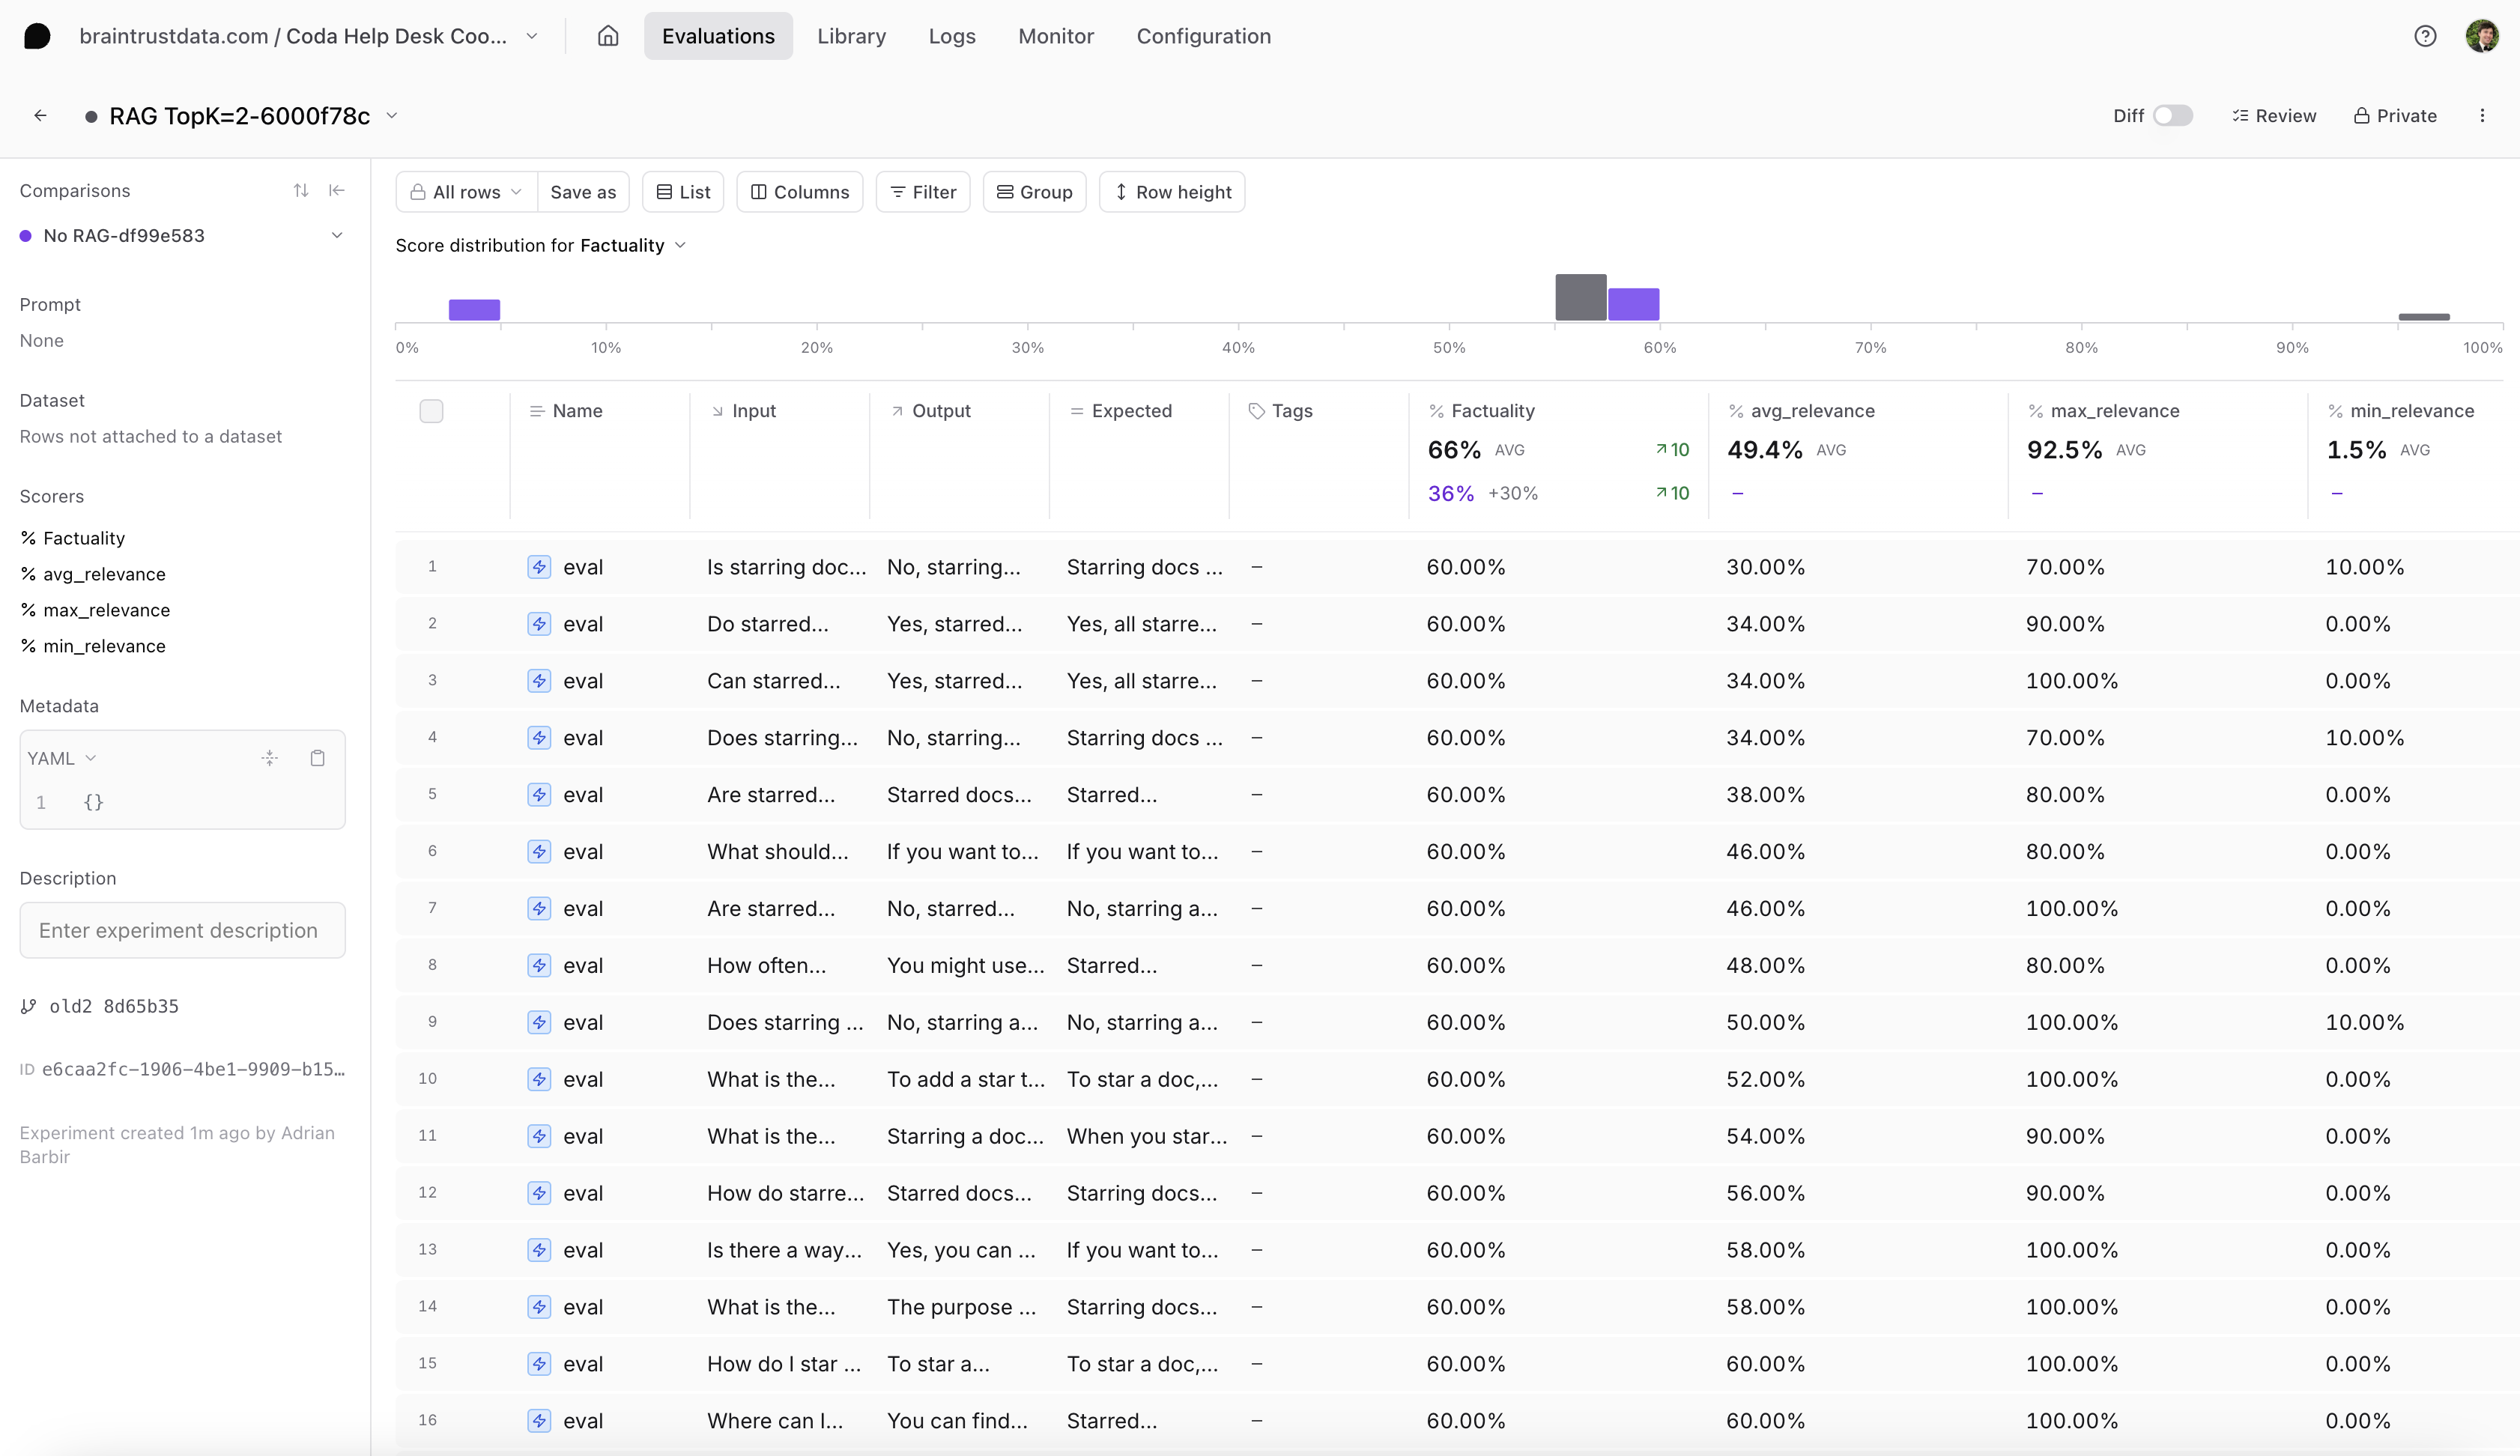 braintrustdata.com / Coda Help Desk Coo...
Evaluations
Library
Logs
Monitor
Configuration
RAG TopK=2-6000f78c
Diff
Review
Private
Comparisons
No RAG-df99e583
Prompt
None
Dataset
Rows not attached to a dataset
Scorers
% Factuality
% avg_relevance
% max_relevance
% min_relevance
Metadata
YAML
1 {}
Description
Enter experiment description
old2 8d65b35
ID e6caa2fc-1906-4be1-9909-b15…
Experiment created 1m ago by Adrian
Barbir
All rows Save as List Columns Filter Group Row height
Score distribution for Factuality
0% 10% 20% 30% 40% 50% 60% 70% 80% 90% 100%
Name Input Output Expected Tags % Factuality % avg_relevance % max_relevance % min_relevance
66% AVG 10 49.4% AVG 92.5% AVG 1.5% AVG
36% +30% 10 – – –
1 eval Is starring doc... No, starring... Starring docs ... – 60.00% 30.00% 70.00% 10.00%
2 eval Do starred... Yes, starred... Yes, all starre... – 60.00% 34.00% 90.00% 0.00%
3 eval Can starred... Yes, starred... Yes, all starre... – 60.00% 34.00% 100.00% 0.00%
4 eval Does starring... No, starring... Starring docs ... – 60.00% 34.00% 70.00% 10.00%
5 eval Are starred... Starred docs... Starred... – 60.00% 38.00% 80.00% 0.00%
6 eval What should... If you want to... If you want to... – 60.00% 46.00% 80.00% 0.00%
7 eval Are starred... No, starred... No, starring a... – 60.00% 46.00% 100.00% 0.00%
8 eval How often... You might use... Starred... – 60.00% 48.00% 80.00% 0.00%
9 eval Does starring ... No, starring a... No, starring a... – 60.00% 50.00% 100.00% 10.00%
10 eval What is the... To add a star t... To star a doc,... – 60.00% 52.00% 100.00% 0.00%
11 eval What is the... Starring a doc... When you star... – 60.00% 54.00% 90.00% 0.00%
12 eval How do starre... Starred docs... Starring docs... – 60.00% 56.00% 90.00% 0.00%
13 eval Is there a way... Yes, you can ... If you want to... – 60.00% 58.00% 100.00% 0.00%
14 eval What is the... The purpose ... Starring docs... – 60.00% 58.00% 100.00% 0.00%
15 eval How do I star ... To star a... To star a doc,... – 60.00% 60.00% 100.00% 0.00%
16 eval Where can I... You can find... Starred... – 60.00% 60.00% 100.00% 0.00%